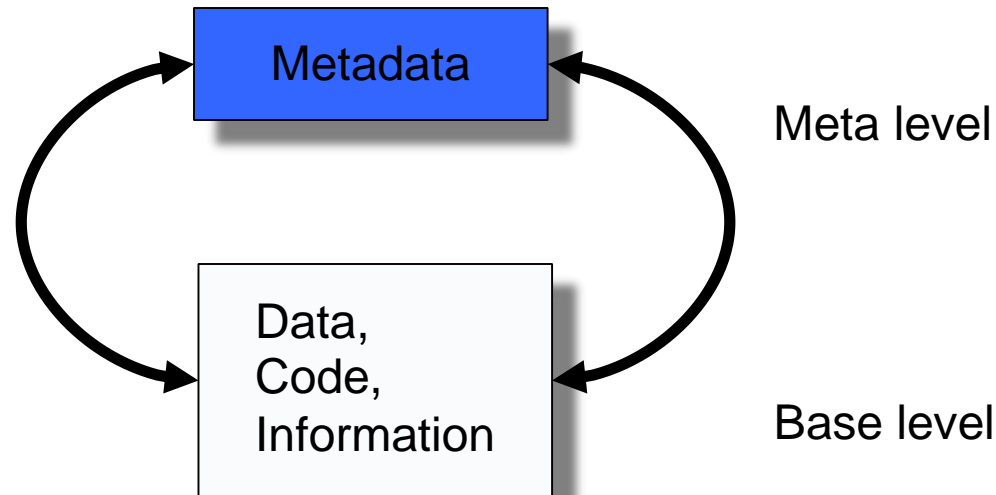 Metadata
Meta level
Data,
Code,
Information
Base level